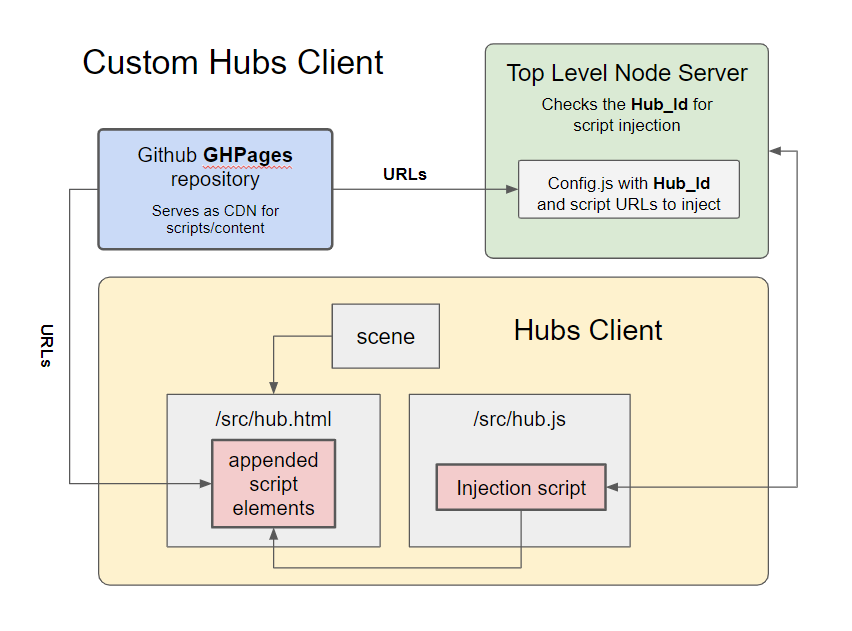 Custom Hubs Client
Top Level Node Server
Checks the Hub_Id for
script injection
Github GHPages
repository
Serves as CDN for
scripts/content
URLs
Config.js with Hub_Id
and script URLs to inject
URLs
Hubs Client
scene
/src/hub.html
appended
script
elements
/src/hub.js
Injection script